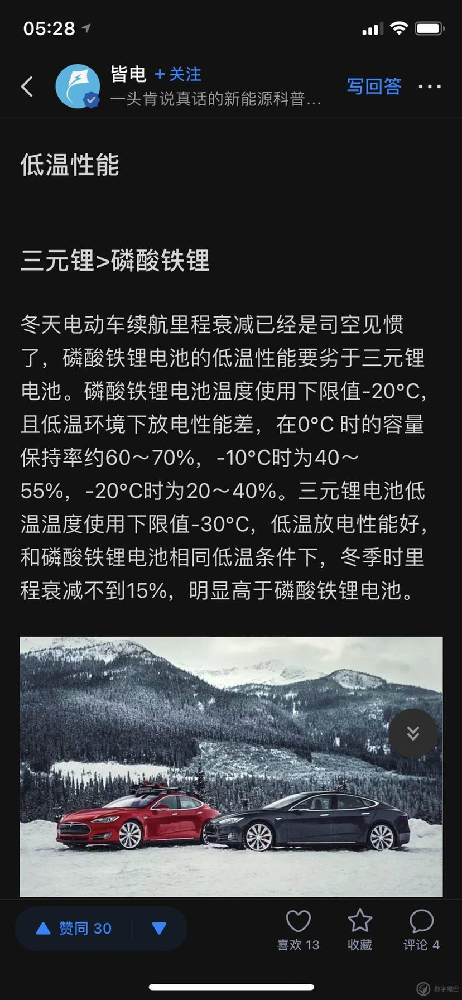 05:28
皆电 +关注
一头肯说真话的新能源科普...
写回答
低温性能
三元锂>磷酸铁锂
冬天电动车续航里程衰减已经是司空见惯
了，磷酸铁锂电池的低温性能要劣于三元锂
电池。磷酸铁锂电池温度使用下限值-20°C,
且低温环境下放电性能差，在0°C 时的容量
保持率约60～70%，-10°C时为40～
55%，-20°C时为20～40%。三元锂电池低
温温度使用下限值-30°C，低温放电性能好，
和磷酸铁锂电池相同低温条件下，冬季时里
程衰减不到15%，明显高于磷酸铁锂电池。
赞同 30
喜欢 13
收藏
评论 4
数字尾巴